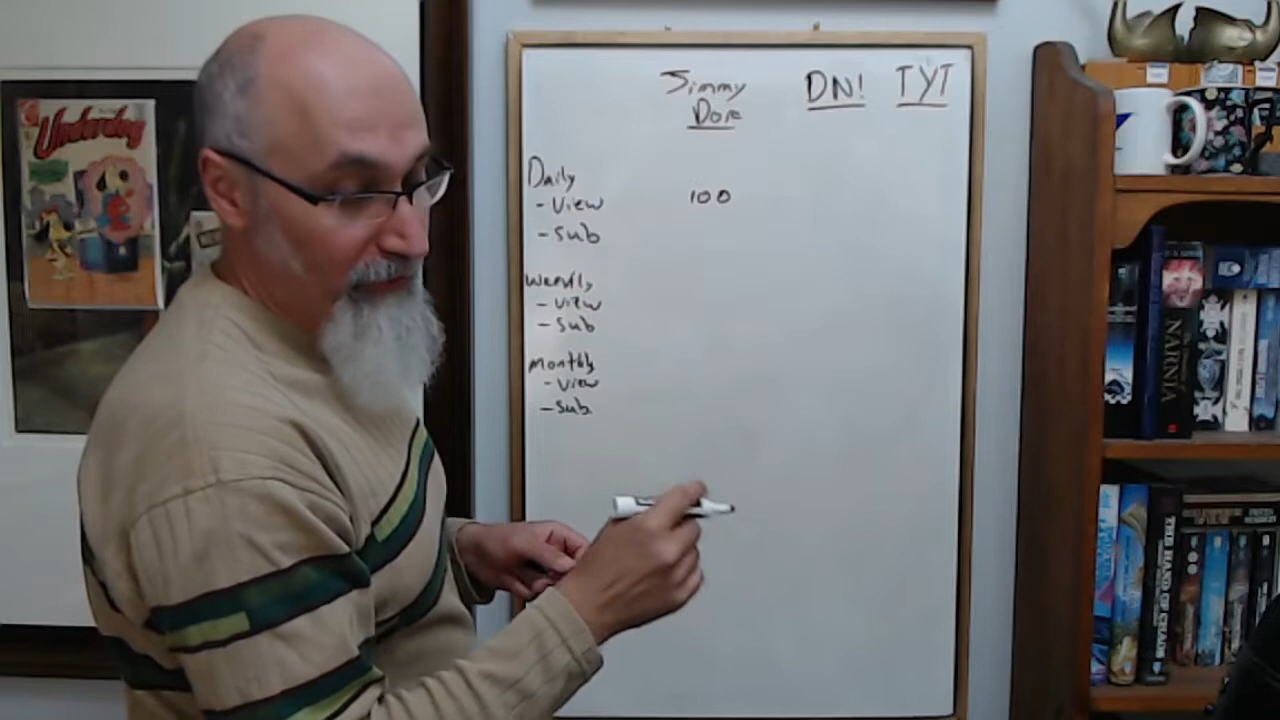 Underdog
Jimmy
Dore
DN!
TYT
Daily
- View
100
- Sub
Weekly
- View
- Sub
Monthly
- View
- Sub
NARNIA
THE HAND OF CHAOS